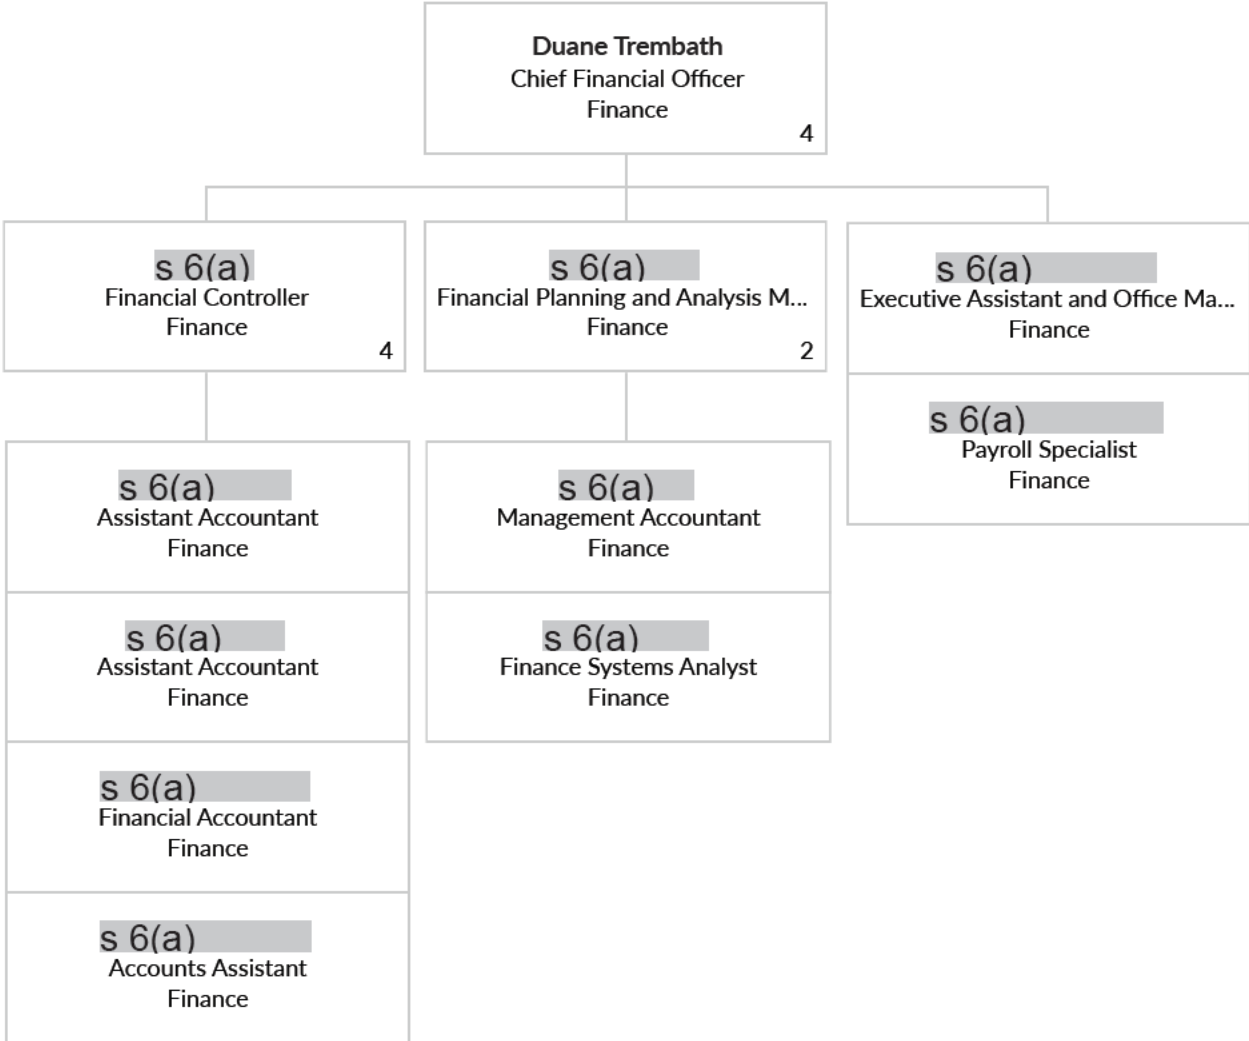 Duane Trembath
Chief Financial Officer
Finance
4
s 6(a)
Financial Controller
Finance
4
s 6(a)
Financial Planning and Analysis M...
Finance
2
s 6(a)
Executive Assistant and Office Ma...
Finance
s 6(a)
Payroll Specialist
Finance
s 6(a)
Assistant Accountant
Finance
s 6(a)
Assistant Accountant
Finance
s 6(a)
Financial Accountant
Finance
s 6(a)
Accounts Assistant
Finance
s 6(a)
Management Accountant
Finance
s 6(a)
Finance Systems Analyst
Finance